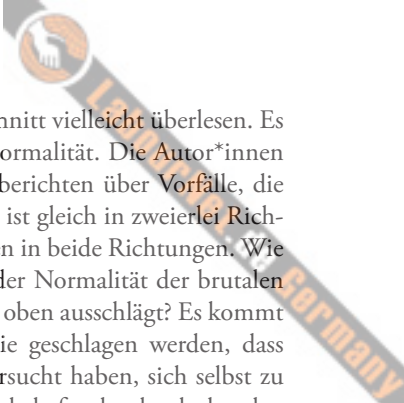 hnitt vielleicht überlesen. Es
ormalität. Die Autor*innen
berichten über Vorfälle, die
ist gleich in zweierlei Rich-
en in beide Richtungen. Wie
der Normalität der brutalen
oben ausschlägt? Es kommt
ie geschlagen werden, dass
rsucht haben, sich selbst zu
Germany